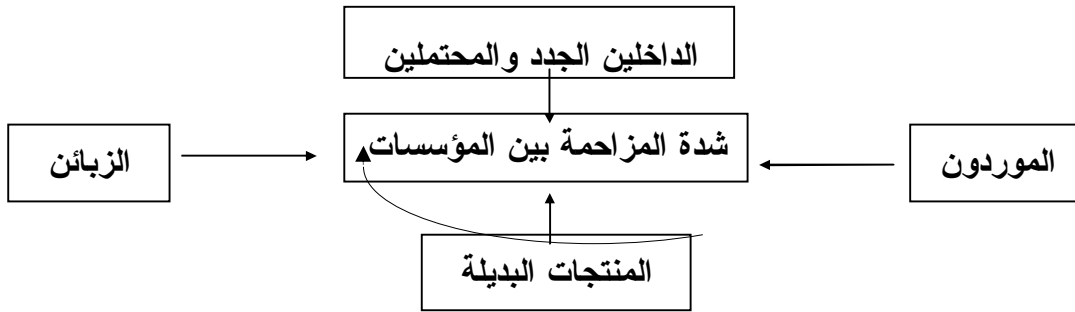 الداخلين الجدد والمحتملين
شدة المزاحمة بين المؤسسات
الموردون
الزبائن
المنتجات البديلة